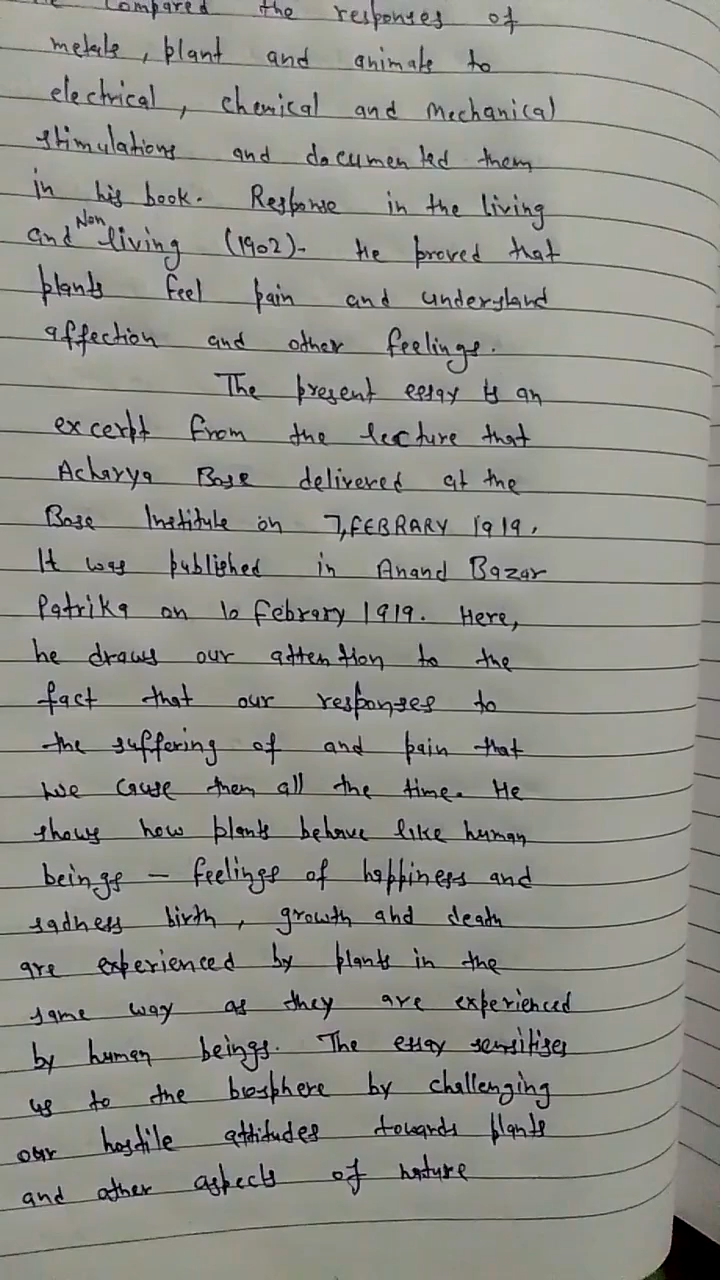 compared the responses of
metals, plant and animals to
electrical, chemical and mechanical
stimulations and documented them
in his book. Response in the living
and Non living (1902). He proved that
plants feel pain and understand
affection and other feelings.
The present essay is an
excerpt from the lecture that
Acharya Bose delivered at the
Bose Institute on 7, FEBRARY 1919.
It was published in Anand Bazar
Patrika on 10 Febrary 1919. Here,
he draws our attention to the
fact that our responses to
the suffering of and pain that
we cause them all the time. He
shows how plants behave like human
beings - feelings of happiness and
sadness birth, growth and death
are experienced by plants in the
same way as they are experienced
by human beings. The essay sensitises
us to the biosphere by challenging
our hostile attitudes towards plants
and other aspects of nature